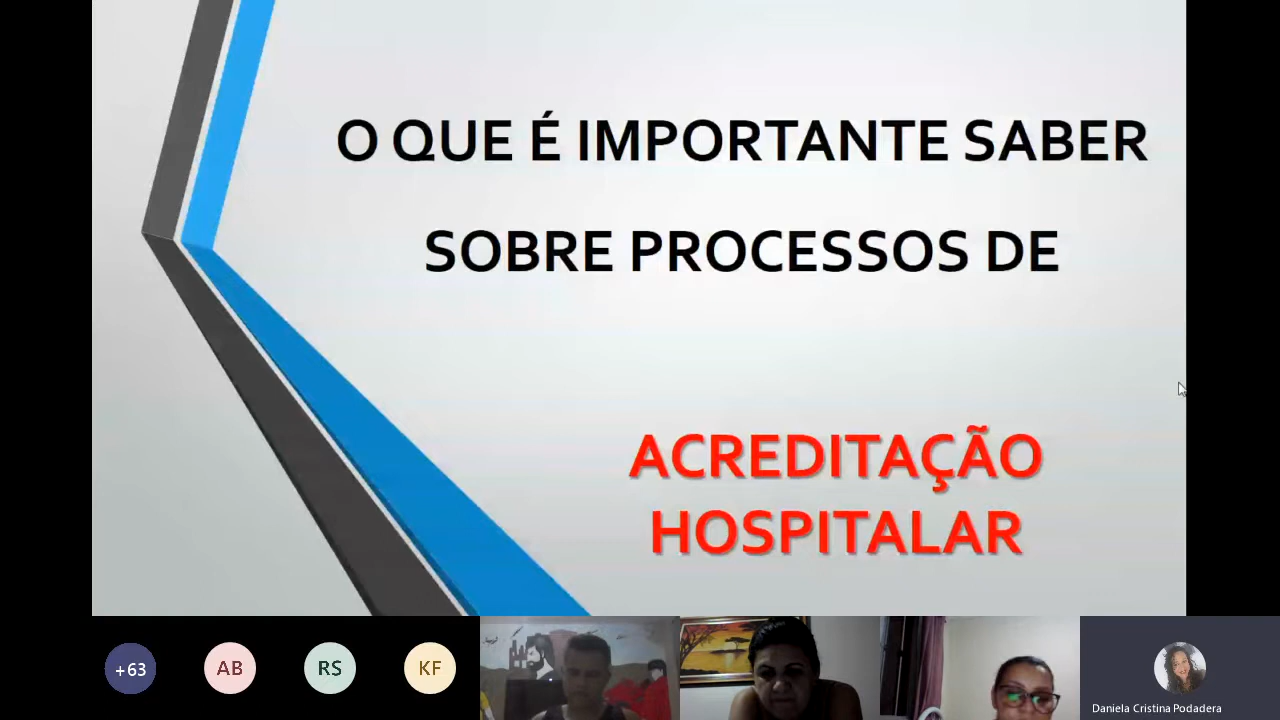 O QUE É IMPORTANTE SABER
SOBRE PROCESSOS DE
ACREDITAÇÃO
HOSPITALAR
+63
AB
RS
KF
Daniela Cristina Podadera